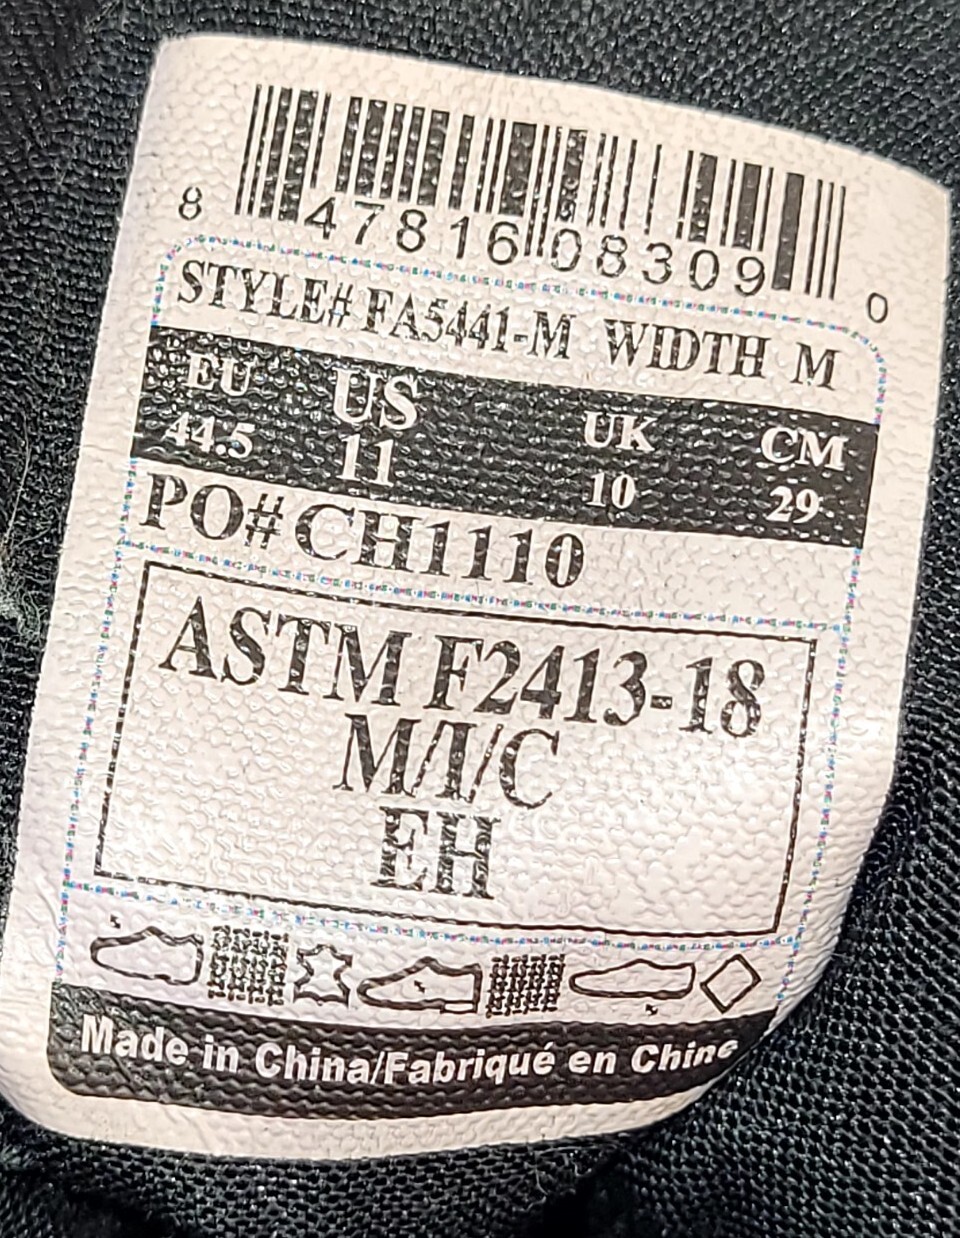 8 47816 08309 0
STYLE# FA5441-M WIDTH M
EU US UK CM
44.5 11 10 29
PO# CH1110
ASTM F2413-18
M/I/C
EH
Made in China/Fabriqué en Chine